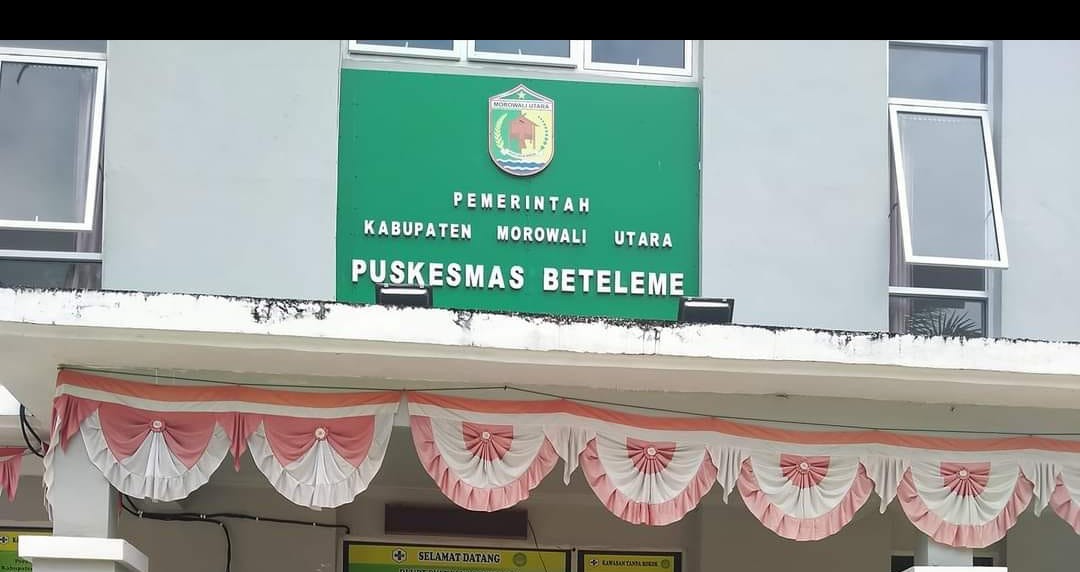 MOROWALI UTARA
PEMERINTAH
KABUPATEN MOROWALI UTARA
PUSKESMAS BETELEME
SELAMAT DATANG
KAWASAN TANPA ROKOK